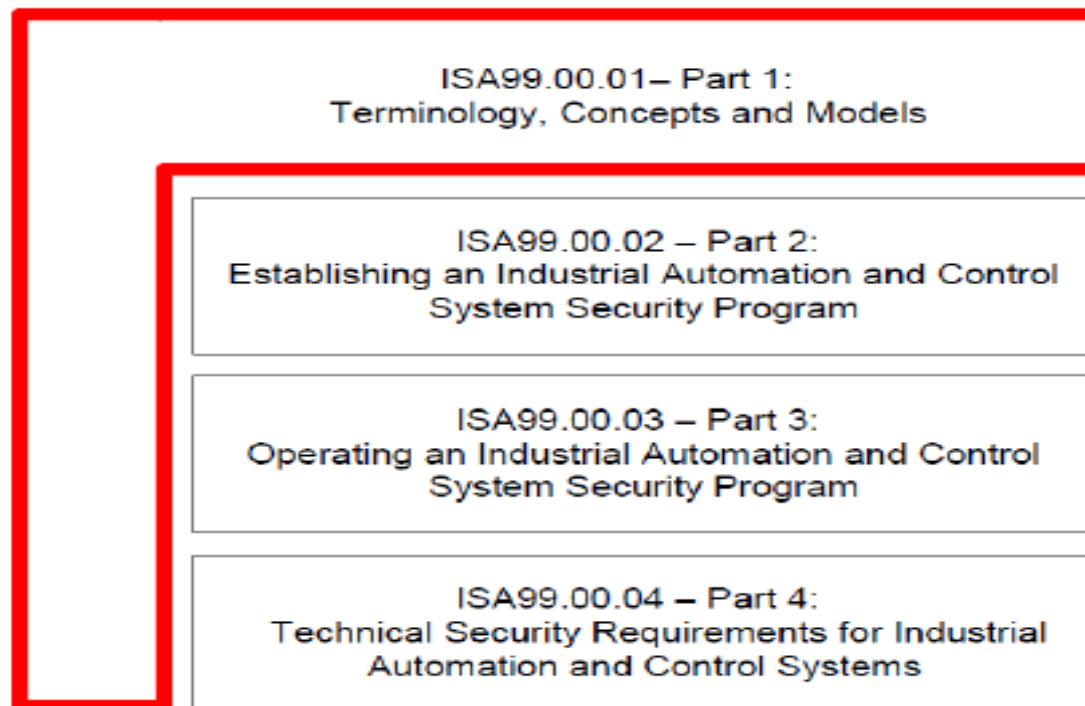 ISA99.00.01– Part 1:
Terminology, Concepts and Models
ISA99.00.02 – Part 2:
Establishing an Industrial Automation and Control
System Security Program
ISA99.00.03 – Part 3:
Operating an Industrial Automation and Control
System Security Program
ISA99.00.04 – Part 4:
Technical Security Requirements for Industrial
Automation and Control Systems